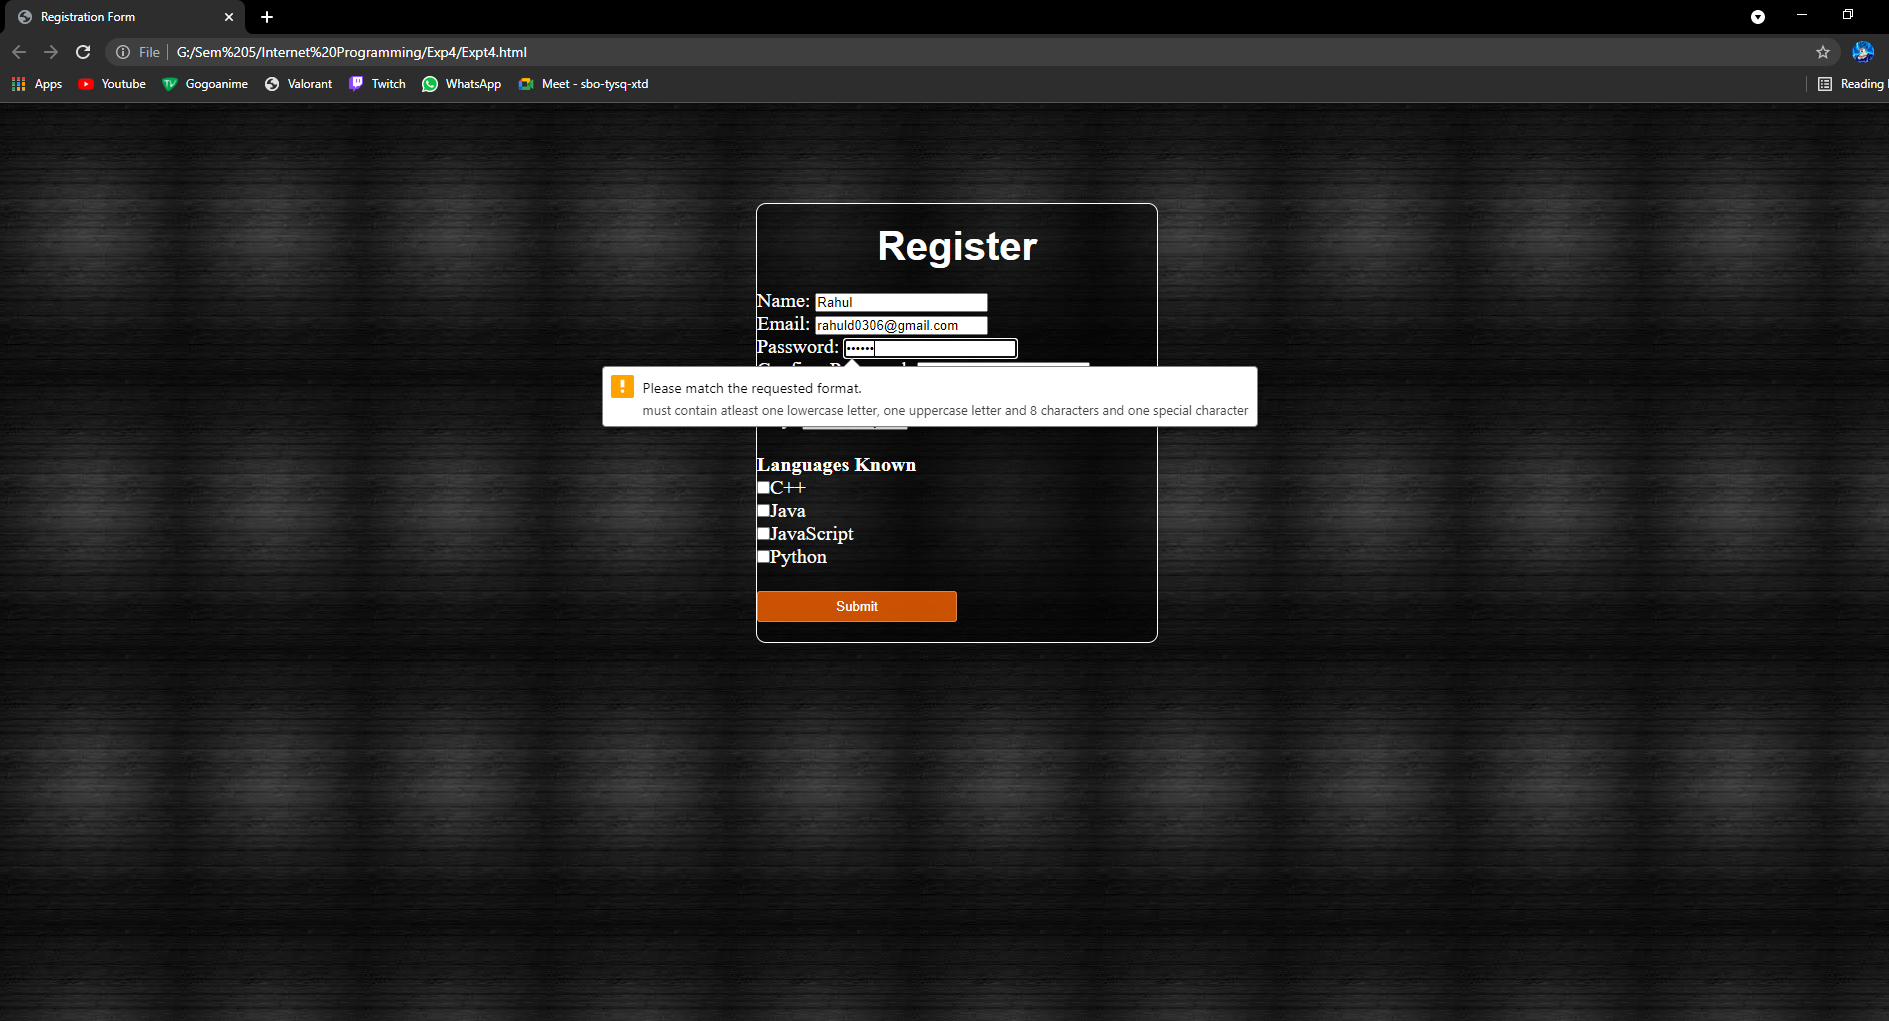 Registration Form
File G:/Sem%205/Internet%20Programming/Exp4/Expt4.html
Apps Youtube Gogoanime Valorant Twitch WhatsApp Meet - sbo-tysq-xtd Reading
Register
Name: Rahul
Email: rahuld0306@gmail.com
Password: ••••••
Please match the requested format.
must contain atleast one lowercase letter, one uppercase letter and 8 characters and one special character
Languages Known
C++
Java
JavaScript
Python
Submit